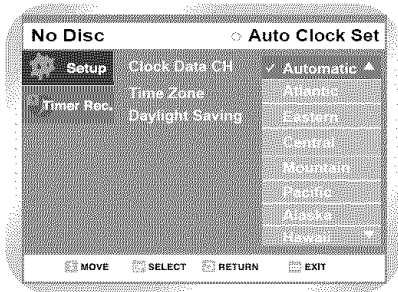 No Disc
Auto Clock Set
Setup
Timer Rec.
Clock Data CH
Time Zone
Daylight Saving
✓ Automatic
Atlantic
Eastern
Central
Mountain
Pacific
Alaska
Hawaii
MOVE SELECT RETURN EXIT